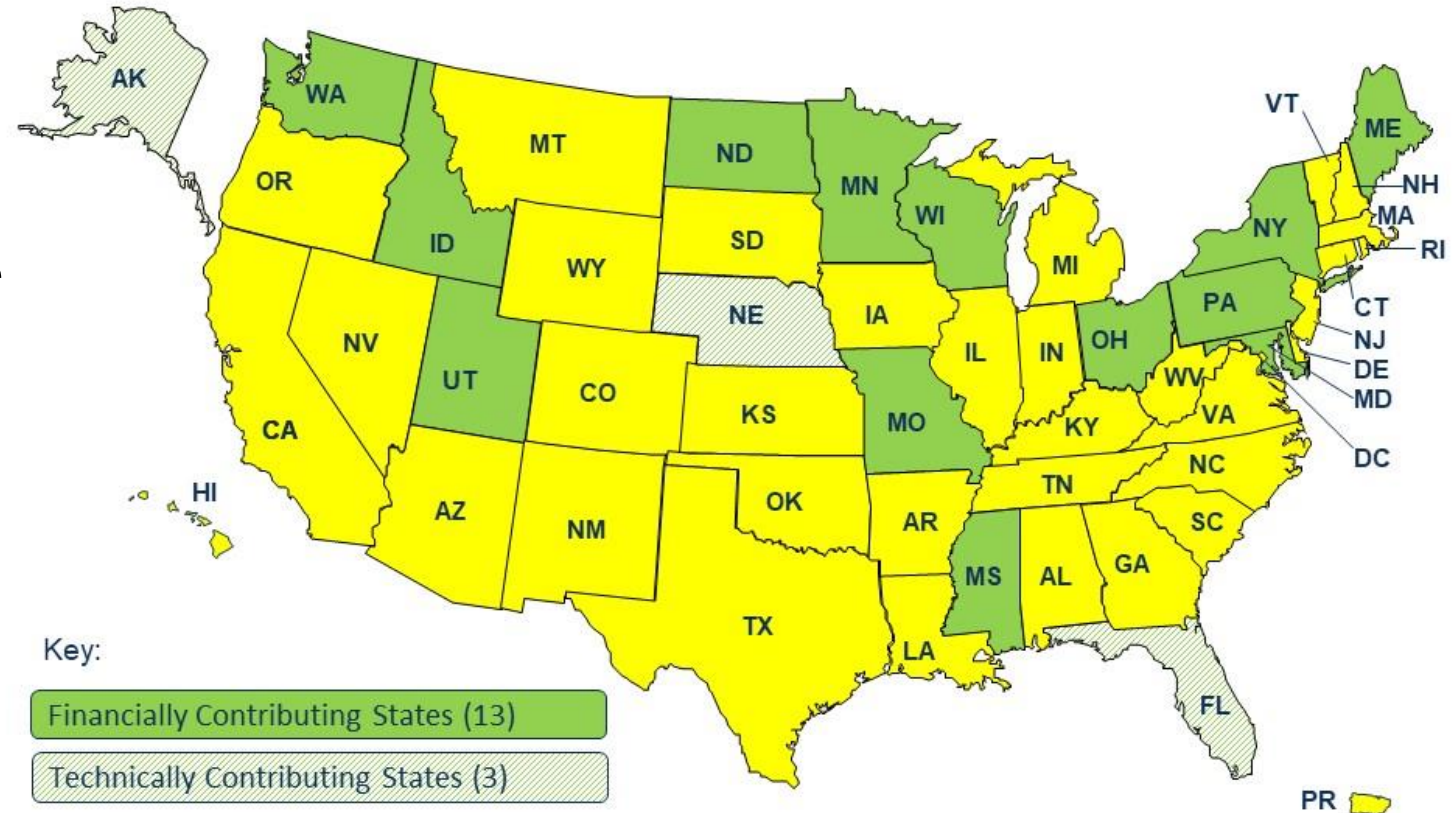 AK
WA
MT
ND
MN
VT
ME
OR
ID
SD
WI
NH
MA
NY
RI
WY
MI
NE
IA
PA
CT
NV
UT
CO
IL
IN
OH
NJ
DE
MD
WV
CA
KS
MO
KY
VA
DC
HI
AZ
NM
OK
AR
TN
NC
SC
MS
AL
GA
TX
LA
FL
PR
Key:
Financially Contributing States (13)
Technically Contributing States (3)